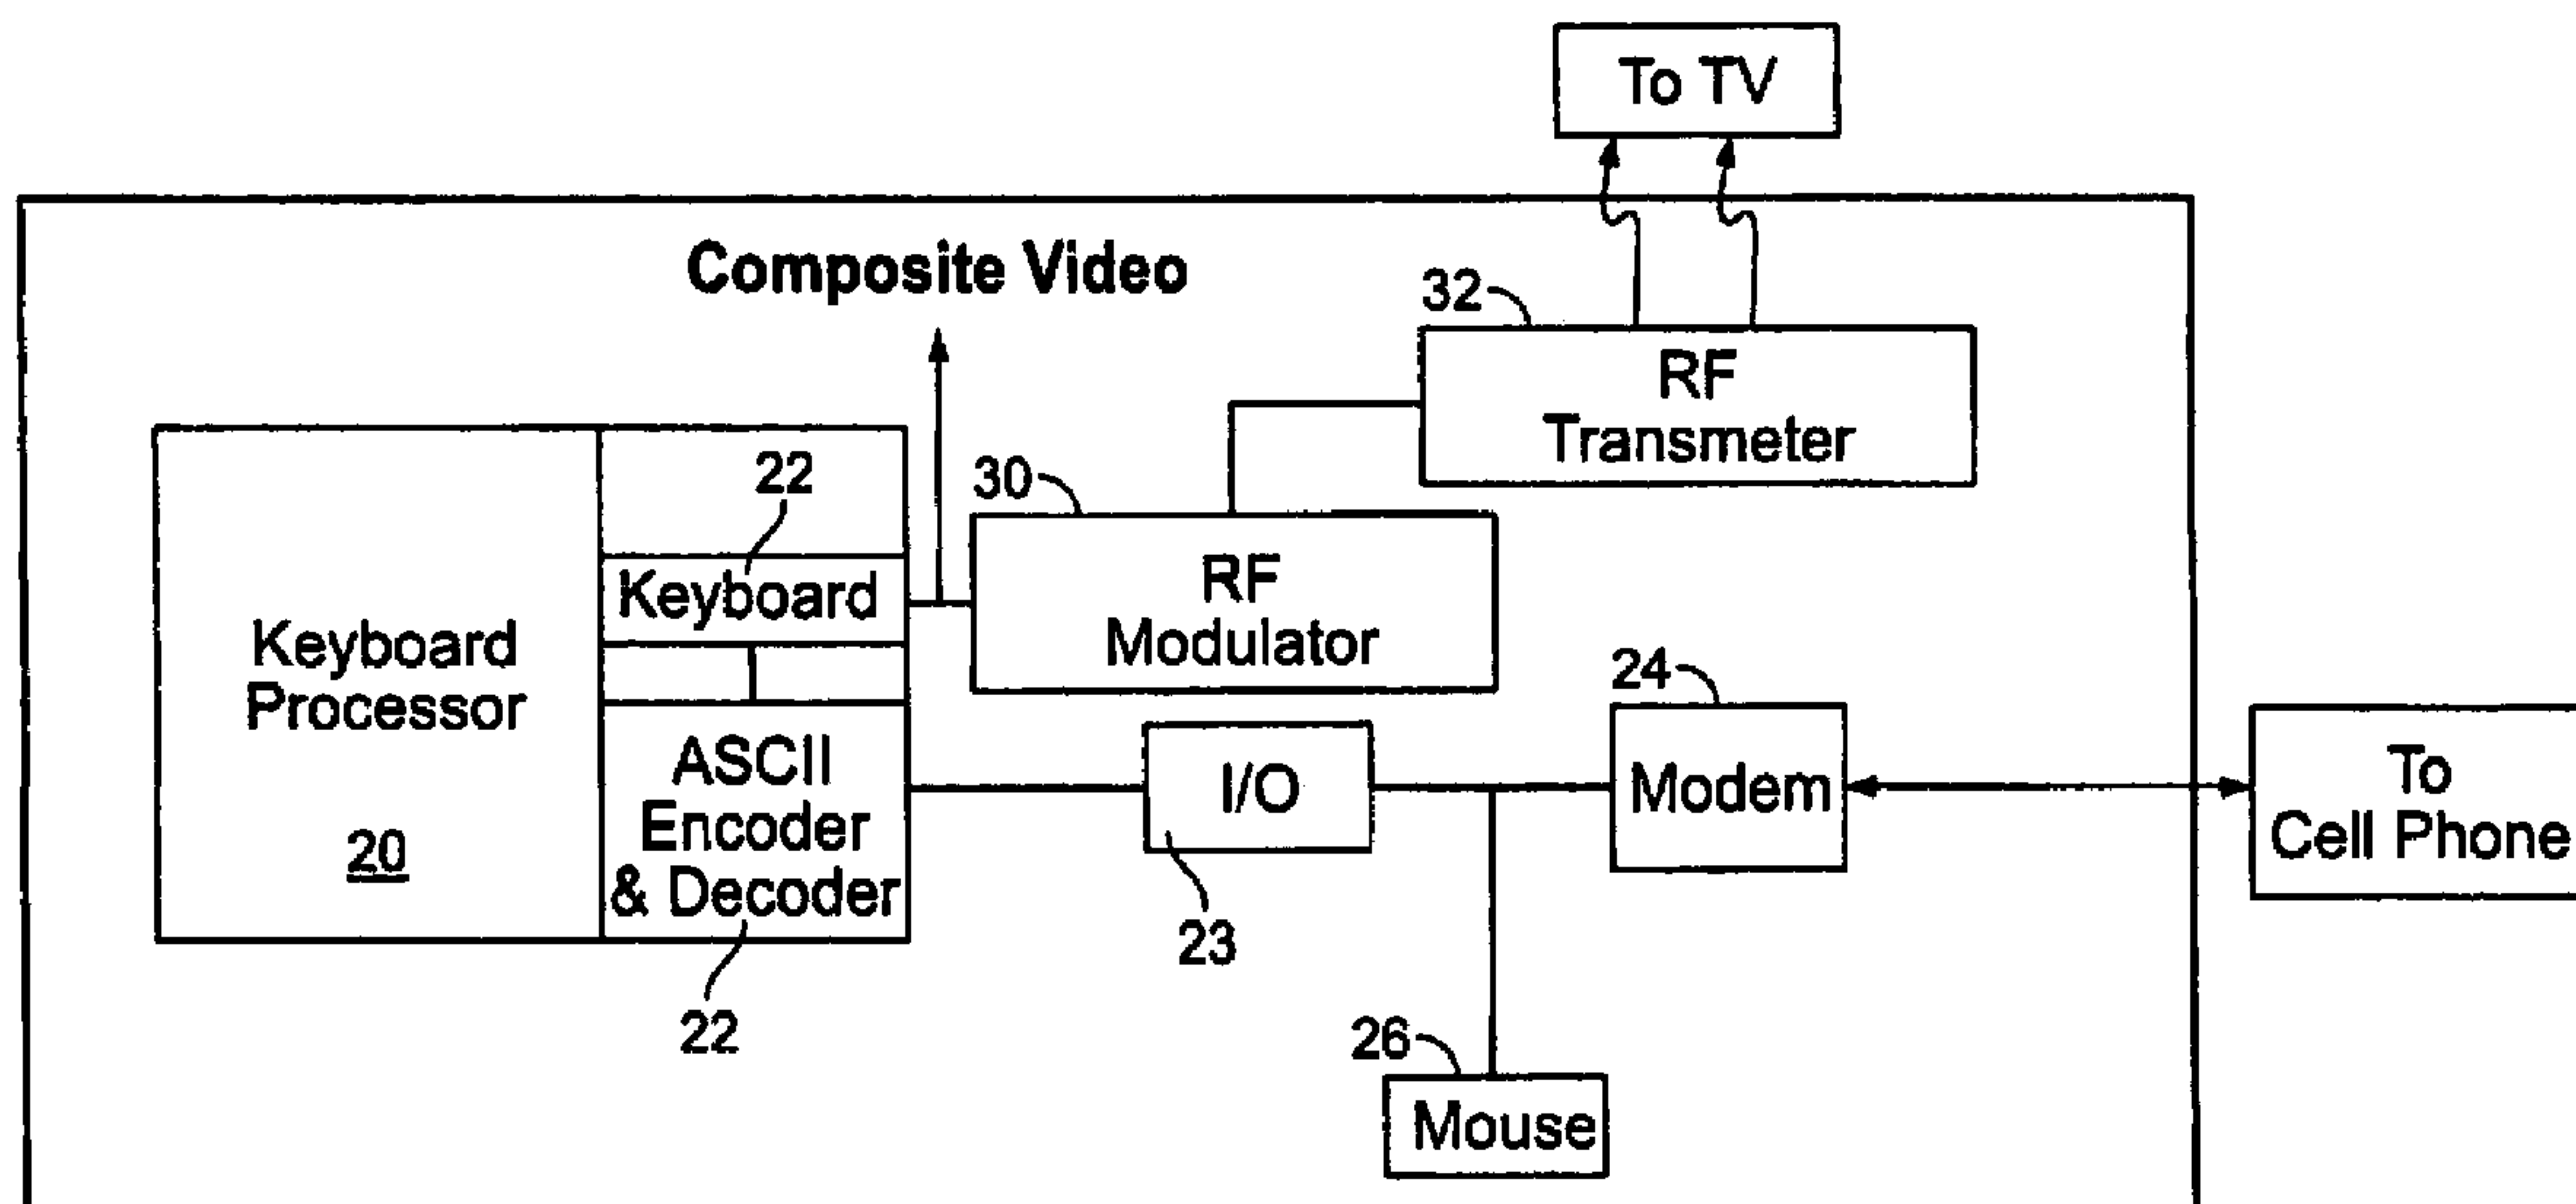 To TV
Composite Video
32
RF
Transmeter
22
30
Keyboard
RF
Modulator
Keyboard
Processor
20
24
ASCII
Encoder
& Decoder
I/O
Modem
To
Cell Phone
23
22
26
Mouse